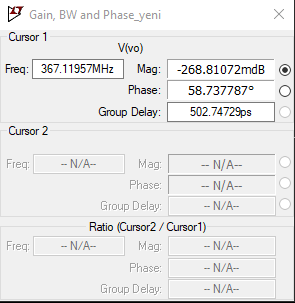 Gain, BW and Phase_yeni
Cursor 1
V(vo)
Freq: 367.11957MHz Mag: -268.81072mdB
Phase: 58.737787°
Group Delay: 502.74729ps
Cursor 2
Freq: -- N/A-- Mag: -- N/A--
Phase: -- N/A--
Group Delay: -- N/A--
Ratio (Cursor2 / Cursor1)
Freq: -- N/A-- Mag: -- N/A--
Phase: -- N/A--
Group Delay: -- N/A--